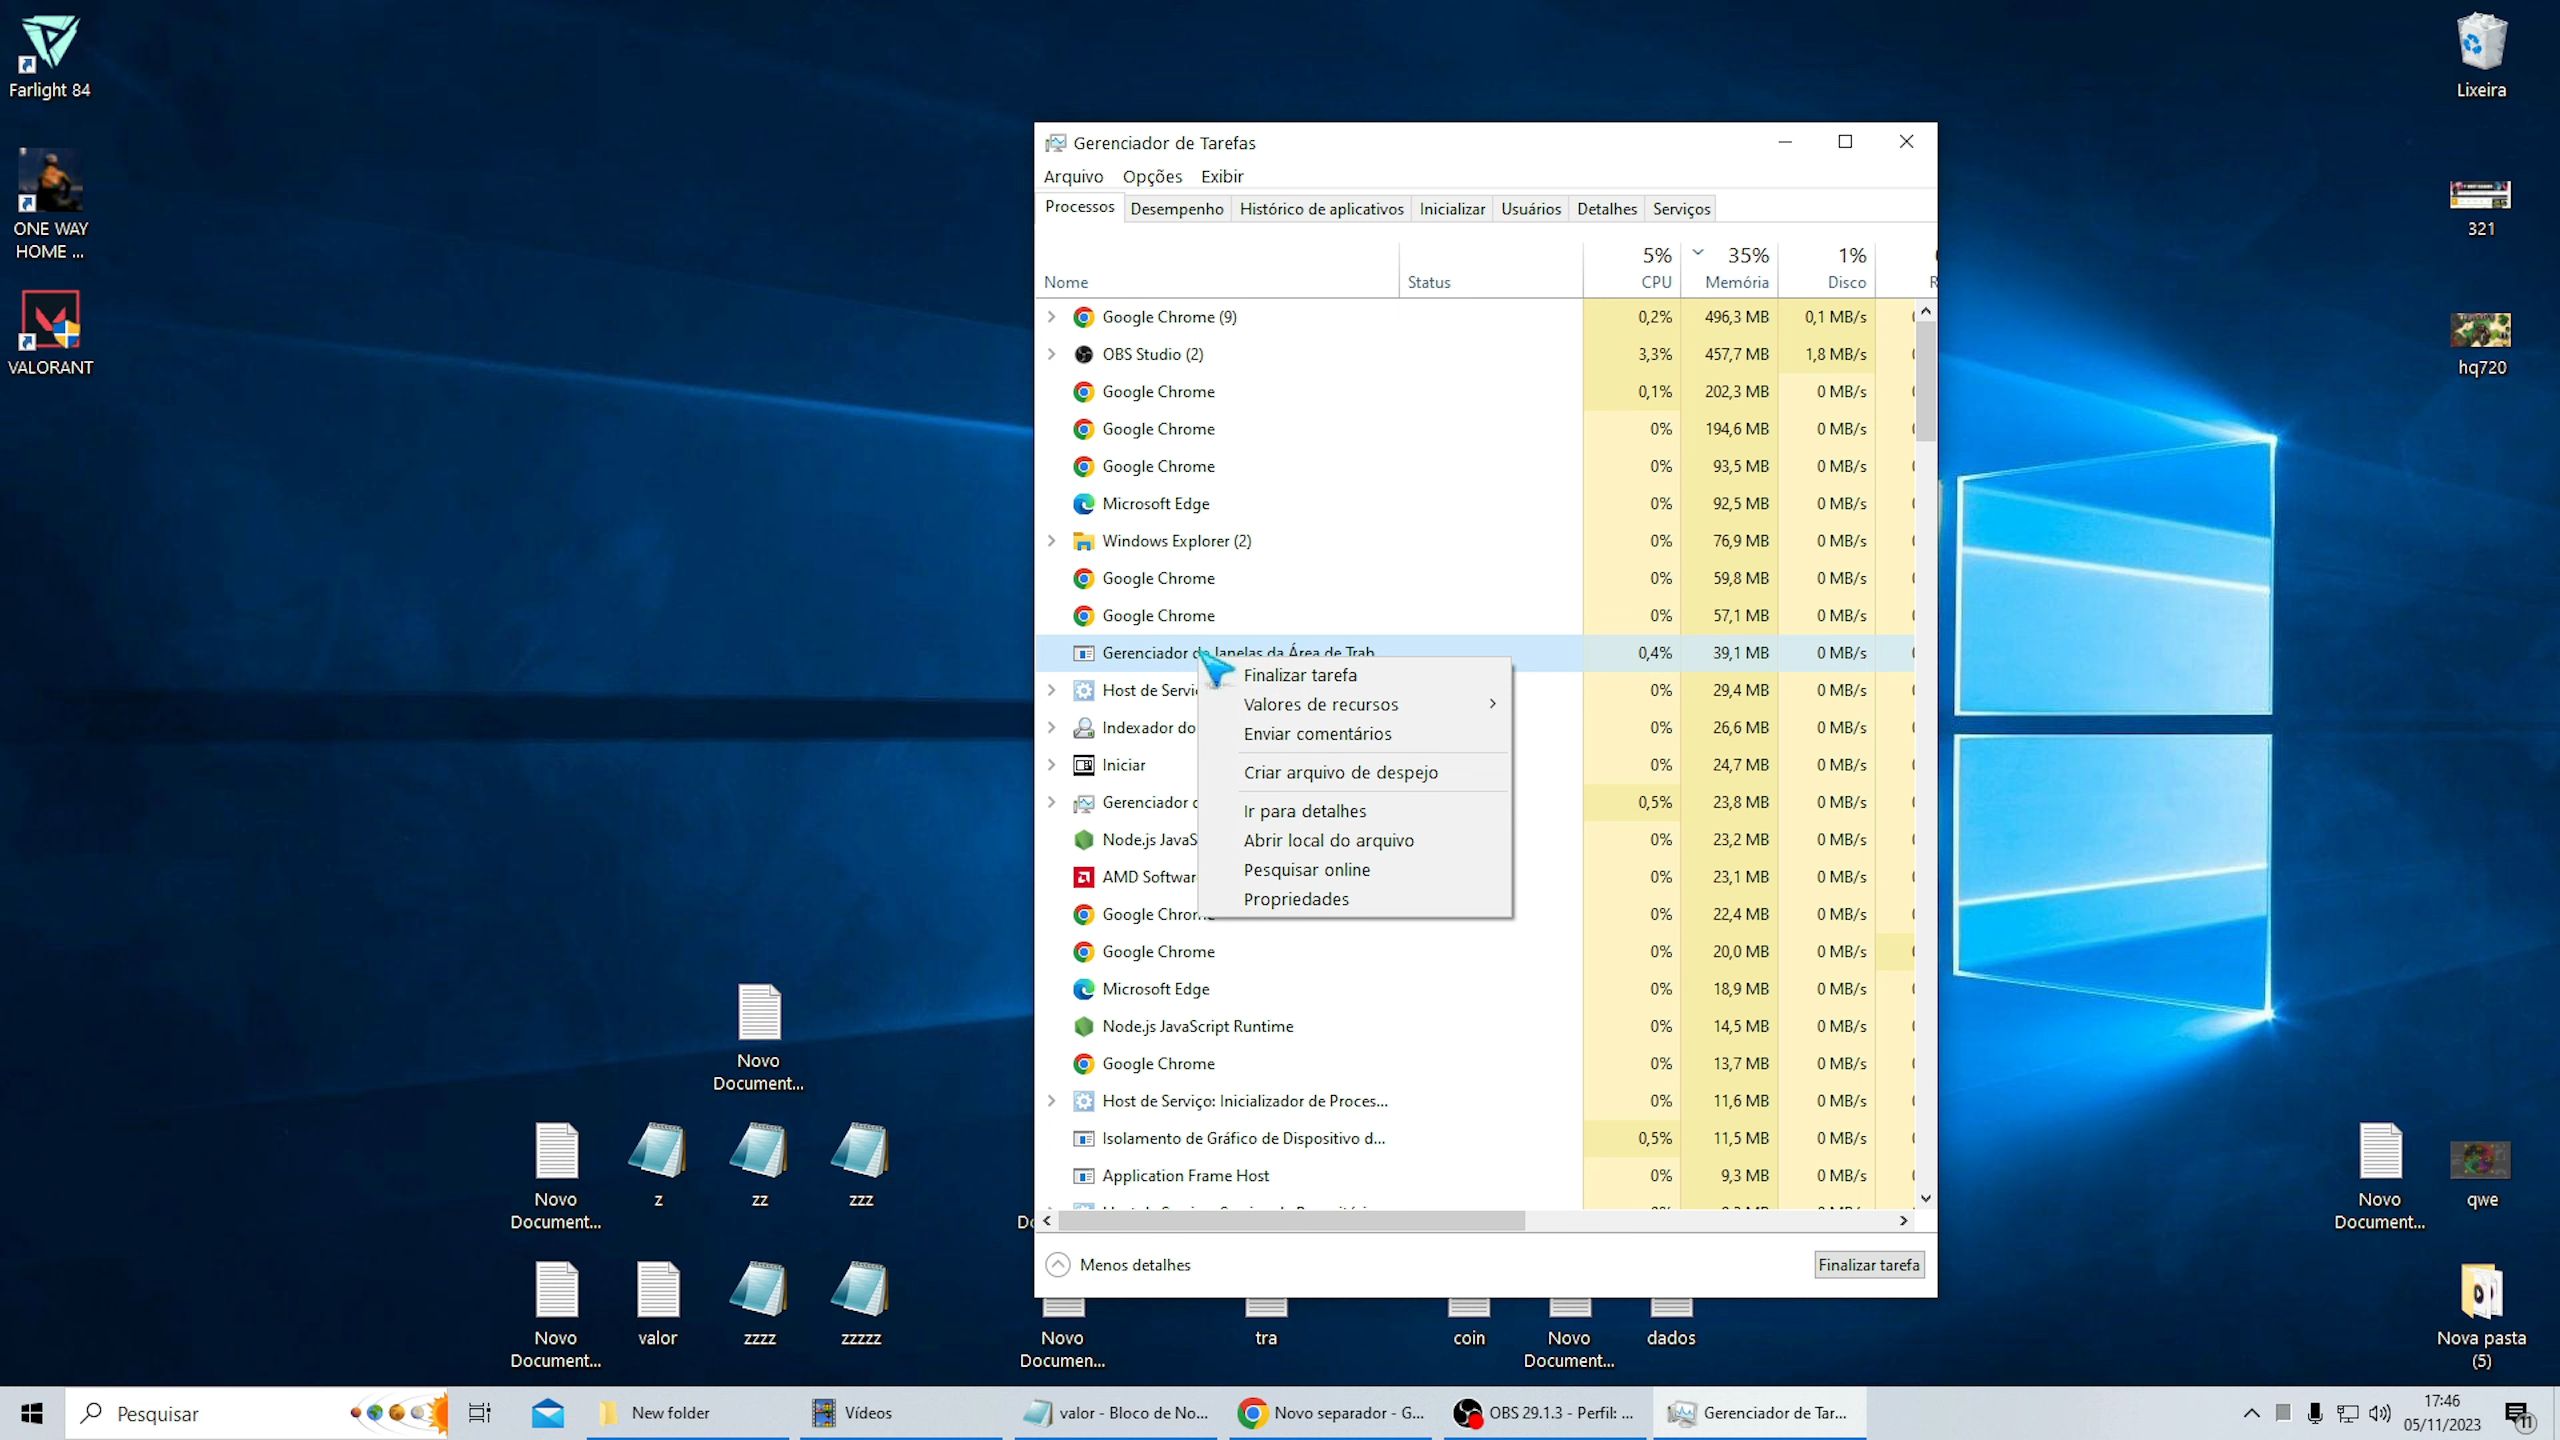 Farlight 84
ONE WAY
HOME ...
VALORANT
Lixeira
321
hq720
Gerenciador de Tarefas
Arquivo Opções Exibir
Processos Desempenho Histórico de aplicativos Inicializar Usuários Detalhes Serviços
5% 35% 1%
Nome Status CPU Memória Disco
Google Chrome (9) 0,2% 496,3 MB 0,1 MB/s
OBS Studio (2) 3,3% 457,7 MB 1,8 MB/s
Google Chrome 0,1% 202,3 MB 0 MB/s
Google Chrome 0% 194,6 MB 0 MB/s
Google Chrome 0% 93,5 MB 0 MB/s
Microsoft Edge 0% 92,5 MB 0 MB/s
Windows Explorer (2) 0% 76,9 MB 0 MB/s
Google Chrome 0% 59,8 MB 0 MB/s
Google Chrome 0% 57,1 MB 0 MB/s
Gerenciador de Janelas da Área de Trab 0,4% 39,1 MB 0 MB/s
Host de Servi 0% 29,4 MB 0 MB/s
Indexador do 0% 26,6 MB 0 MB/s
Iniciar 0% 24,7 MB 0 MB/s
Gerenciador 0,5% 23,8 MB 0 MB/s
Node.js JavaS 0% 23,2 MB 0 MB/s
AMD Softwar 0% 23,1 MB 0 MB/s
Google Chrome 0% 22,4 MB 0 MB/s
Google Chrome 0% 20,0 MB 0 MB/s
Microsoft Edge 0% 18,9 MB 0 MB/s
Node.js JavaScript Runtime 0% 14,5 MB 0 MB/s
Google Chrome 0% 13,7 MB 0 MB/s
Host de Serviço: Inicializador de Proces... 0% 11,6 MB 0 MB/s
Isolamento de Gráfico de Dispositivo d... 0,5% 11,5 MB 0 MB/s
Application Frame Host 0% 9,3 MB 0 MB/s
Finalizar tarefa
Valores de recursos
Enviar comentários
Criar arquivo de despejo
Ir para detalhes
Abrir local do arquivo
Pesquisar online
Propriedades
Menos detalhes
Finalizar tarefa
Novo
Document...
Novo
Document...
z
zz
zzz
Novo
Document...
qwe
Novo
Document...
valor
zzzz
zzzzz
Novo
Documen...
tra
coin
Novo
Document...
dados
Nova pasta
(5)
Pesquisar
New folder
Vídeos
valor - Bloco de No...
Novo separador - G...
OBS 29.1.3 - Perfil: ...
Gerenciador de Tar...
17:46
05/11/2023
11